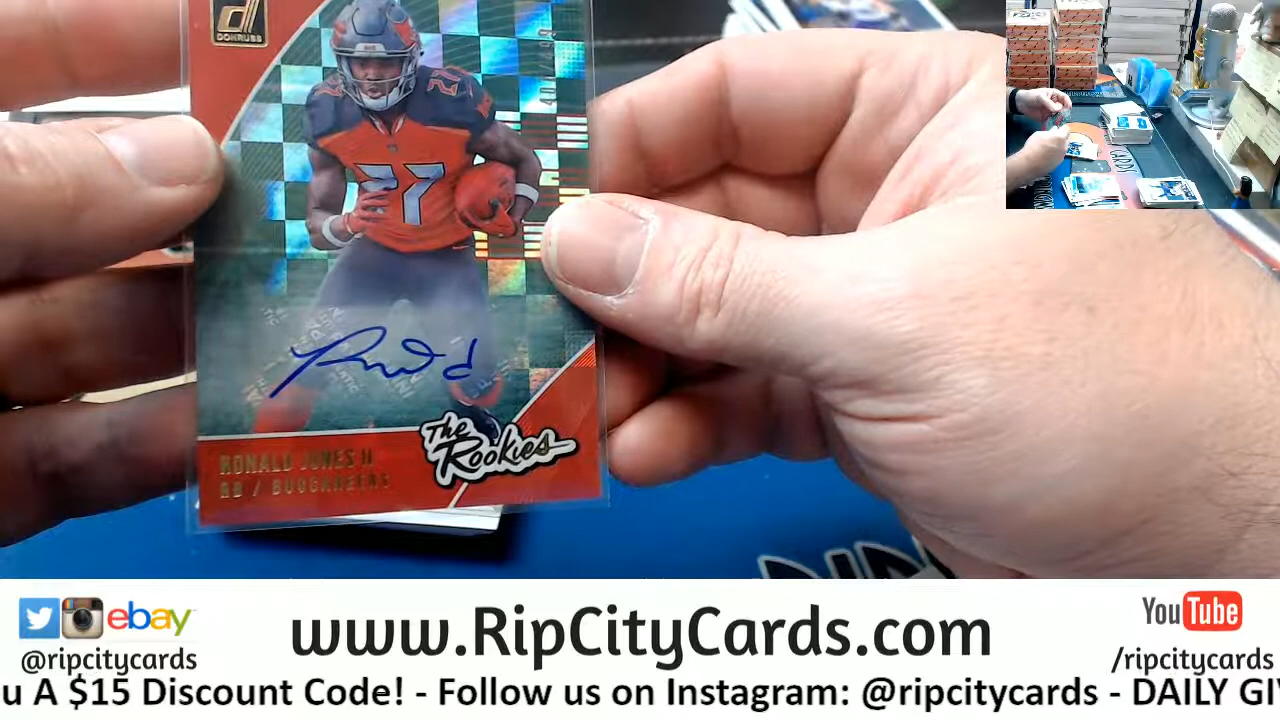 DONRUSS
27
27
The Rookies
RONALD JONES II
RB / BUCCANEERS
ebay
www.RipCityCards.com
YouTube
@ripcitycards
/ripcitycards
u A $15 Discount Code! - Follow us on Instagram: @ripcitycards - DAILY GI